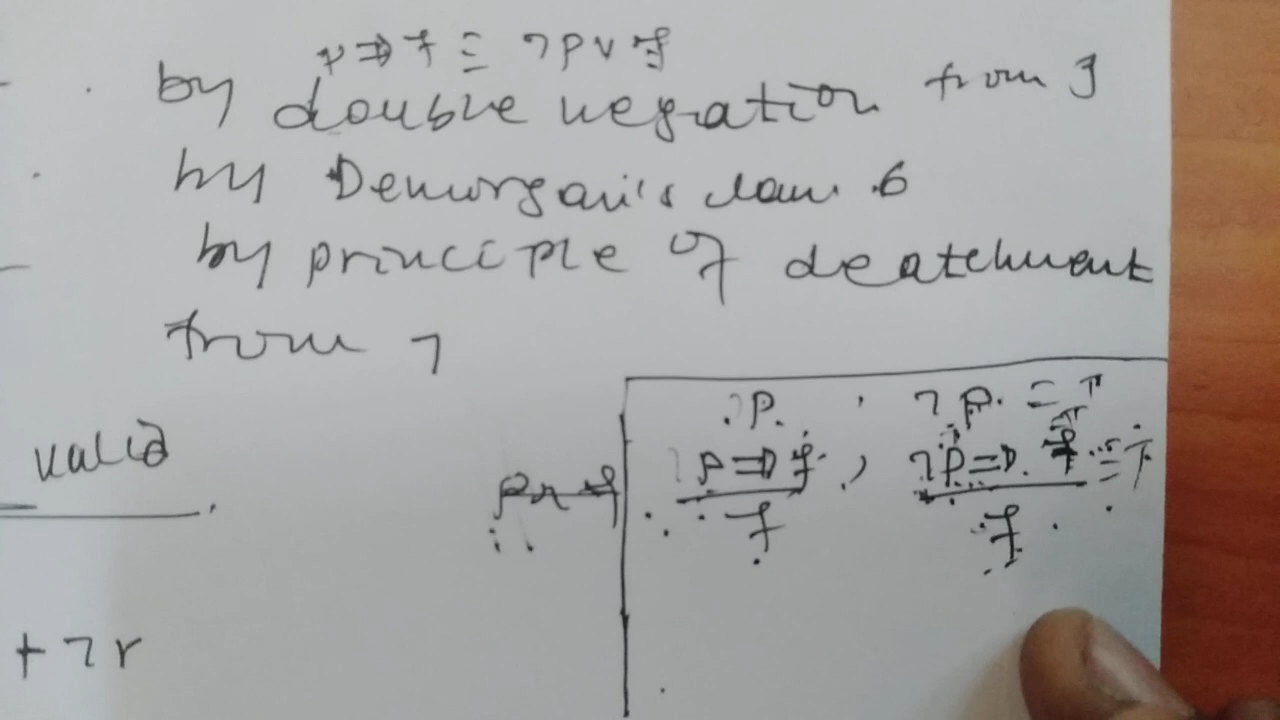 p ⇒ f ≡ ¬p ∨ f
by double negation from 3
by Demorgan's law 6
by principle of deatchment
from 7
valid
¬p , ¬p = T
¬p ⇒ f , ¬p ⇒ f = T
f f
+ ¬r